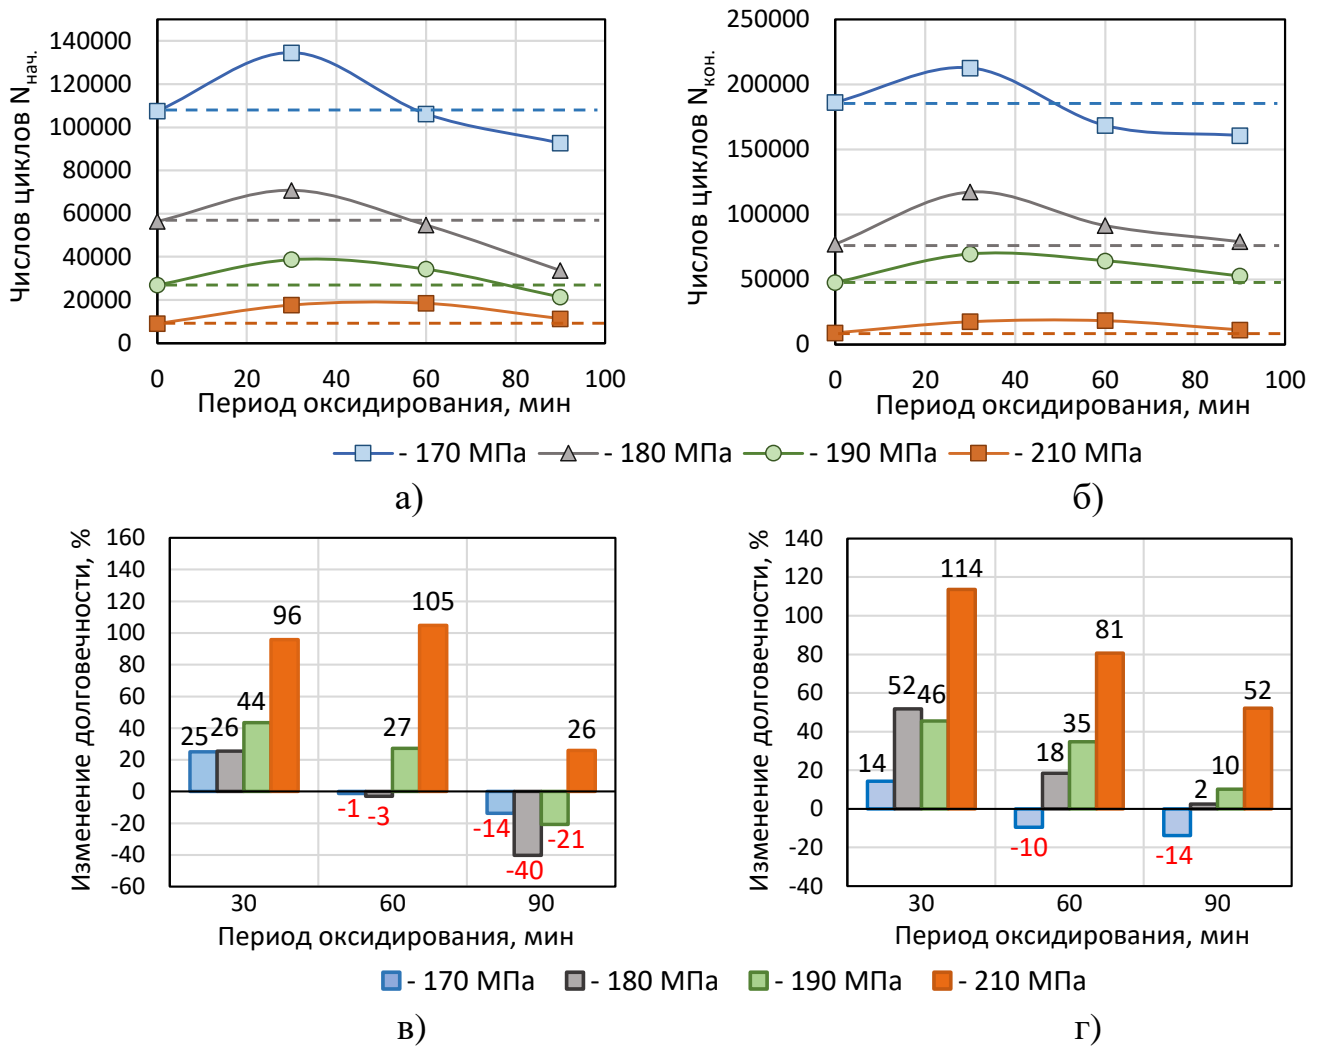 Числов циклов Nнач.
140000
120000
100000
80000
60000
40000
20000
0
0 20 40 60 80 100
Период оксидирования, мин
Числов циклов Nкон.
250000
200000
150000
100000
50000
0
0 20 40 60 80 100
Период оксидирования, мин
- 170 МПа - 180 МПа - 190 МПа - 210 МПа
а)
б)
Изменение долговечности, %
160
140
120
100
80
60
40
20
0
-20
-40
-60
25 26 44 96
-1 -3 27 105
-14 -40 -21 26
30 60 90
Период оксидирования, мин
Изменение долговечности, %
140
120
100
80
60
40
20
0
-20
-40
14 52 46 114
-10 18 35 81
-14 2 10 52
30 60 90
Период оксидирования, мин
- 170 МПа - 180 МПа - 190 МПа - 210 МПа
в)
г)